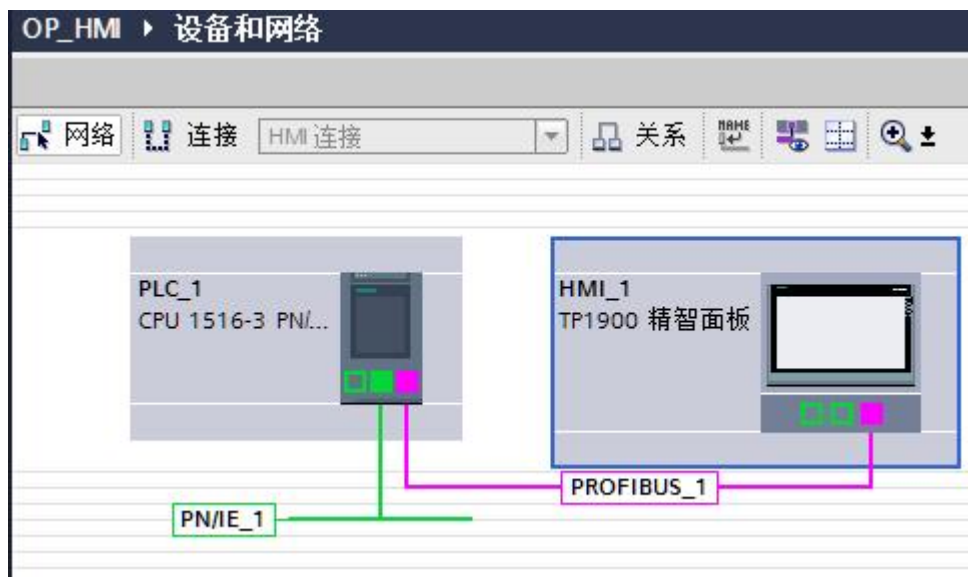 OP_HMI ▸ 设备和网络
网络 连接 HMI 连接 关系 NAME
PLC_1
CPU 1516-3 PN/...
HMI_1
TP1900 精智面板
PROFIBUS_1
PN/IE_1